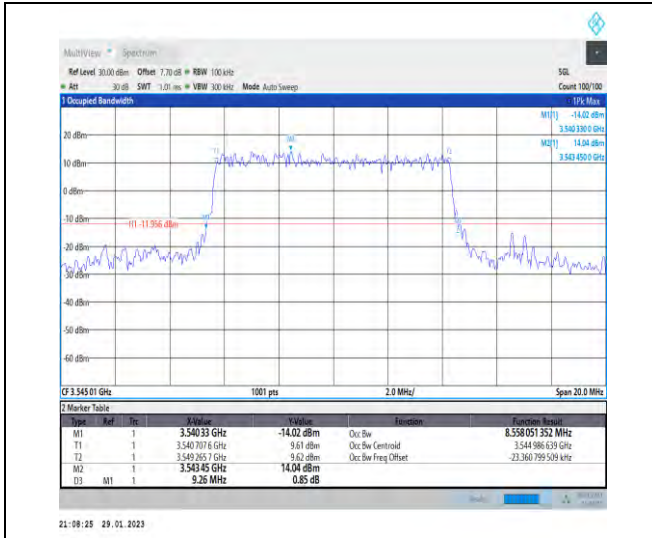 MultiView Spectrum
Ref Level 30.00 dBm Offset 7.70 dB RBW 100 kHz SGL
Att 30 dB SWT 1.01 ms VBW 300 kHz Mode Auto Sweep Count 100/100
1 Occupied Bandwidth 1Pk Max
M1[1] -14.02 dBm
3.540 330 0 GHz
M2[1] 14.04 dBm
3.543 450 0 GHz
20 dBm
10 dBm
0 dBm
-10 dBm
H1 -11.956 dBm
-20 dBm
-30 dBm
-40 dBm
-50 dBm
-60 dBm
T1
M2
T2
M1
CF 3.545 01 GHz 1001 pts 2.0 MHz/ Span 20.0 MHz
2 Marker Table
Type Ref Trc X-Value Y-Value Function Function Result
M1 1 3.540 33 GHz -14.02 dBm Occ Bw 8.558 051 352 MHz
T1 1 3.540 707 6 GHz 9.61 dBm Occ Bw Centroid 3.544 986 639 GHz
T2 1 3.549 265 7 GHz 9.62 dBm Occ Bw Freq Offset -23.360 799 509 kHz
M2 1 3.543 45 GHz 14.04 dBm
D3 M1 1 9.26 MHz 0.85 dB
21:08:25 29.01.2023